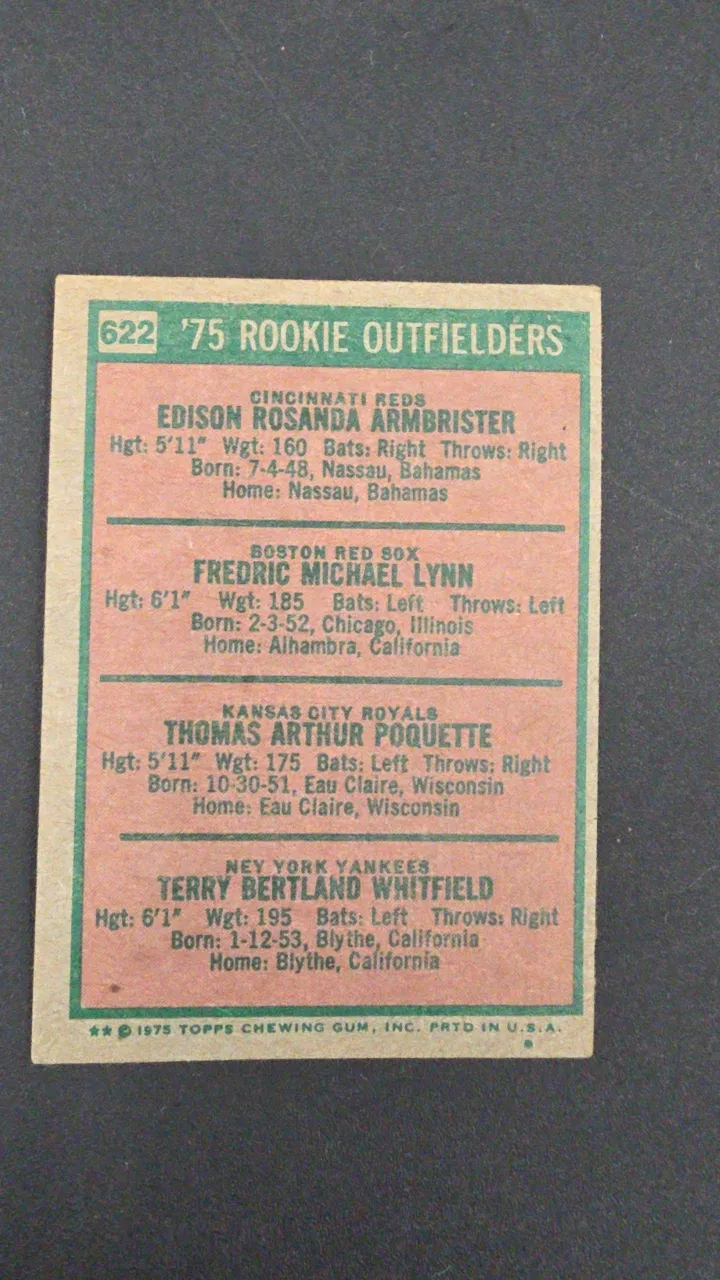 622 '75 ROOKIE OUTFIELDERS
CINCINNATI REDS
EDISON ROSANDA ARMBRISTER
Hgt: 5'11" Wgt: 160 Bats: Right Throws: Right
Born: 7-4-48, Nassau, Bahamas
Home: Nassau, Bahamas
BOSTON RED SOX
FREDRIC MICHAEL LYNN
Hgt: 6'1" Wgt: 185 Bats: Left Throws: Left
Born: 2-3-52, Chicago, Illinois
Home: Alhambra, California
KANSAS CITY ROYALS
THOMAS ARTHUR POQUETTE
Hgt: 5'11" Wgt: 175 Bats: Left Throws: Right
Born: 10-30-51, Eau Claire, Wisconsin
Home: Eau Claire, Wisconsin
NEY YORK YANKEES
TERRY BERTLAND WHITFIELD
Hgt: 6'1" Wgt: 195 Bats: Left Throws: Right
Born: 1-12-53, Blythe, California
Home: Blythe, California
★★ © 1975 TOPPS CHEWING GUM, INC. PRTD IN U.S.A.